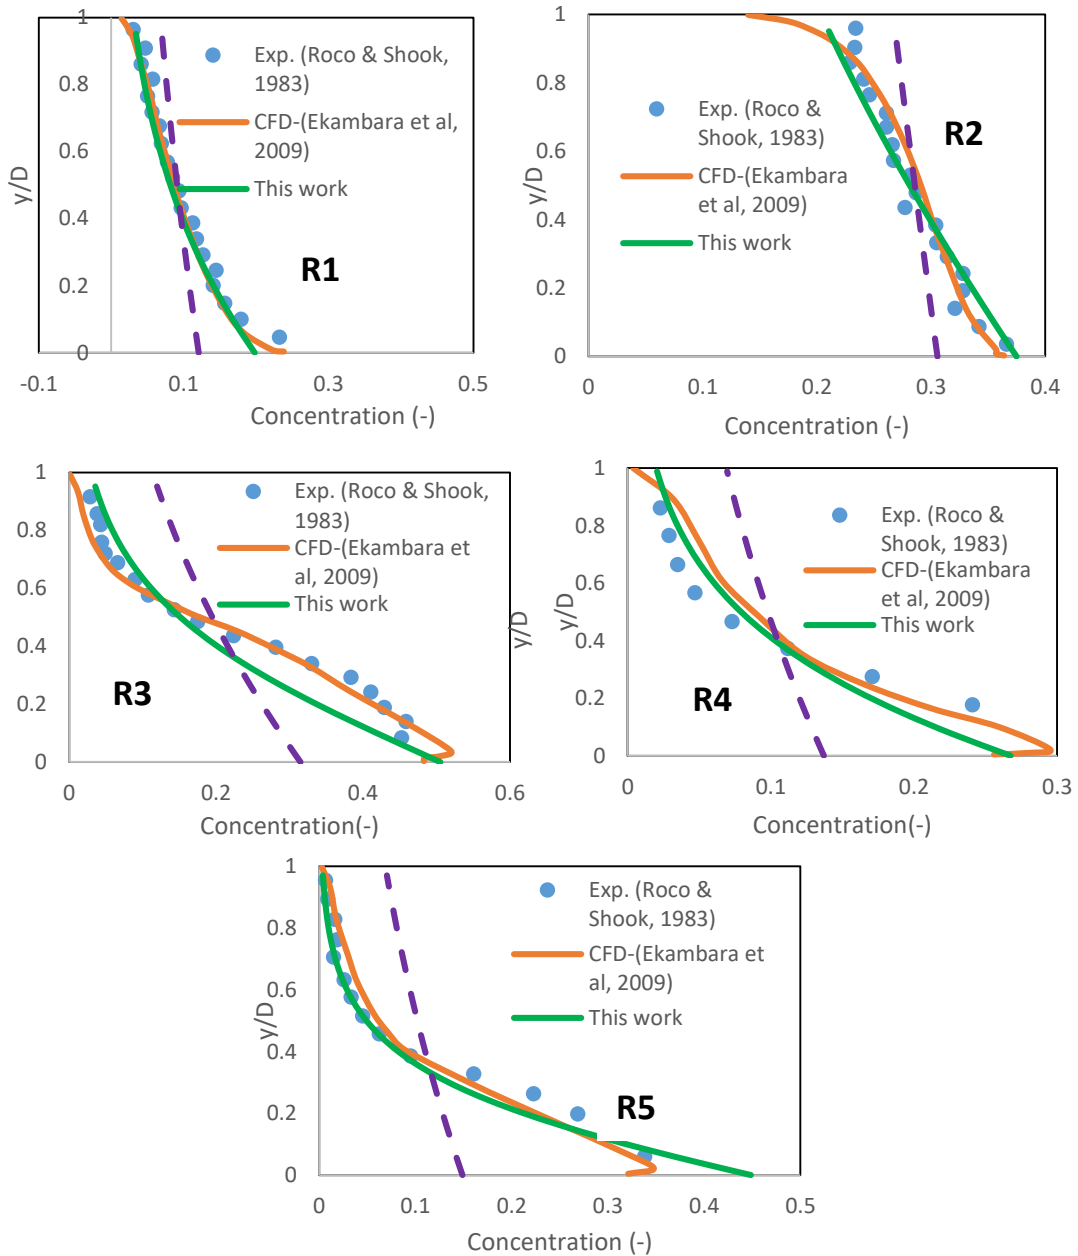 y/D
1
0.8
0.6
0.4
0.2
0
-0.1
0.1
0.3
0.5
Concentration (-)
Exp. (Roco & Shook,
1983)
CFD-(Ekambara et al,
2009)
This work
R1
1
0.8
0.6
0.4
0.2
0
y/D
0
0.1
0.2
0.3
0.4
Concentration (-)
Exp. (Roco &
Shook, 1983)
CFD-(Ekambara
et al, 2009)
This work
R2
1
0.8
0.6
0.4
0.2
0
y/D
0
0.2
0.4
0.6
Concentration(-)
Exp. (Roco & Shook,
1983)
CFD-(Ekambara et
al, 2009)
This work
R3
1
0.8
0.6
0.4
0.2
0
y/D
0
0.1
0.2
0.3
Concentration(-)
Exp. (Roco &
Shook, 1983)
CFD-(Ekambara
et al, 2009)
This work
R4
y/D
1
0.8
0.6
0.4
0.2
0
y/D
0
0.1
0.2
0.3
0.4
0.5
Concentration (-)
Exp. (Roco &
Shook, 1983)
CFD-(Ekambara et
al, 2009)
This work
R5